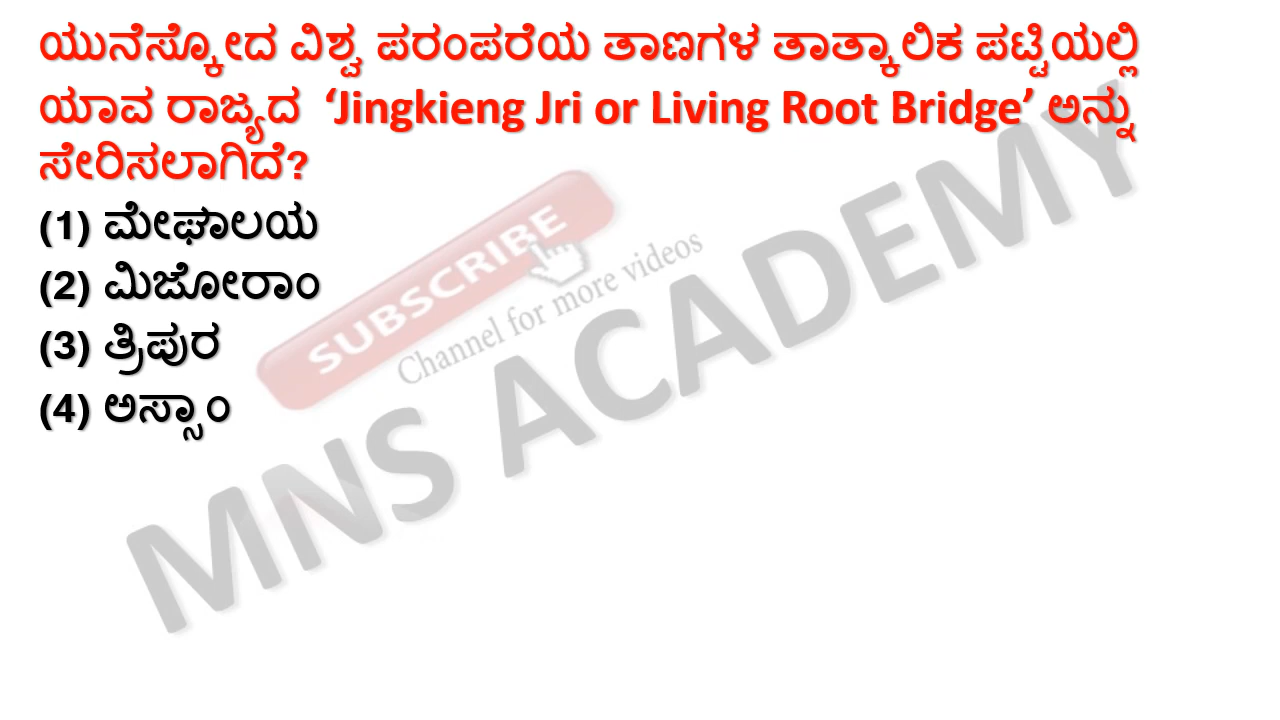 ಯುನೆಸ್ಕೋದ ವಿಶ್ವ ಪರಂಪರೆಯ ತಾಣಗಳ ತಾತ್ಕಾಲಿಕ ಪಟ್ಟಿಯಲ್ಲಿ
ಯಾವ ರಾಜ್ಯದ ‘Jingkieng Jri or Living Root Bridge’ ಅನ್ನು
ಸೇರಿಸಲಾಗಿದೆ?
(1) ಮೇಘಾಲಯ
(2) ಮಿಜೋರಾಂ
(3) ತ್ರಿಪುರ
(4) ಅಸ್ಸಾಂ
SUBSCRIBE
Channel for more videos
MNS ACADEMY